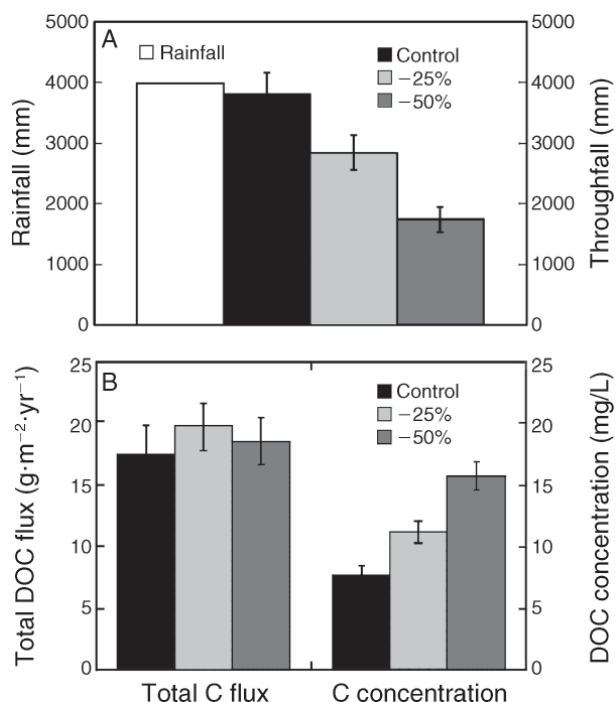 A
Rainfall
Control
−25%
−50%
5000
4000
3000
2000
1000
0
Rainfall (mm)
5000
4000
3000
2000
1000
0
Throughfall (mm)
B
Control
−25%
−50%
25
20
15
10
5
0
Total DOC flux (g·m⁻²·yr⁻¹)
25
20
15
10
5
0
DOC concentration (mg/L)
Total C flux
C concentration